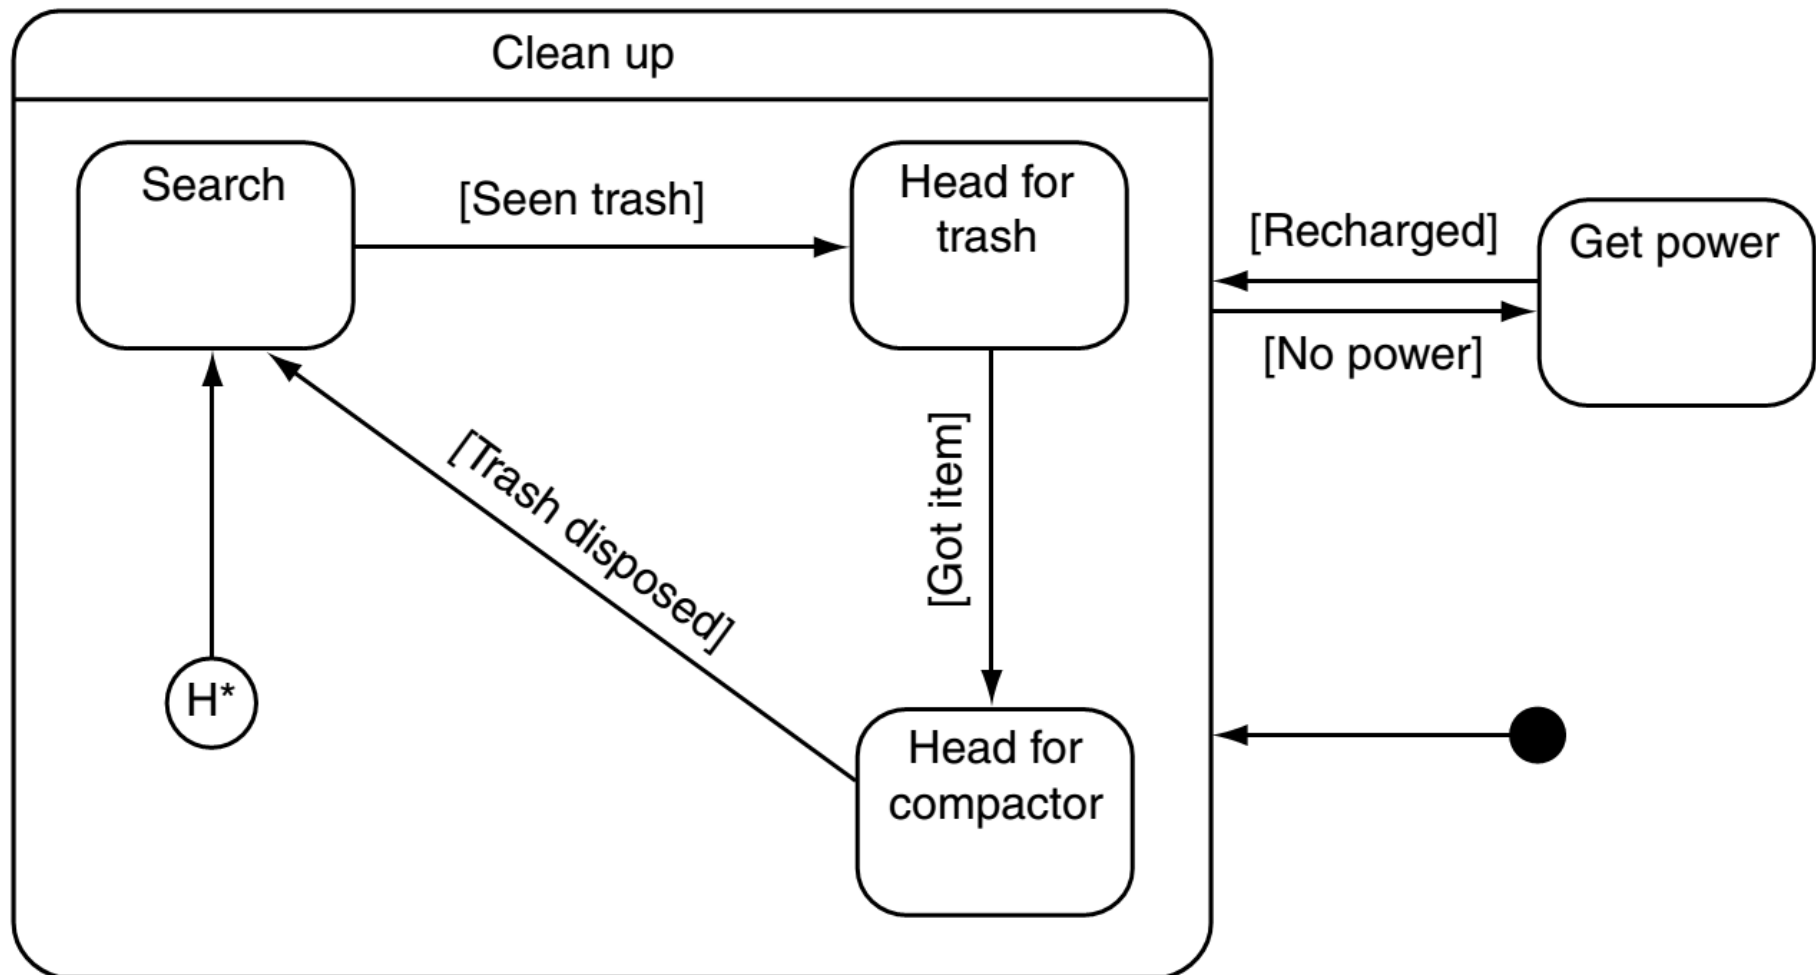 Clean up
Search
[Seen trash]
Head for
trash
[Recharged]
Get power
[No power]
[Got item]
[Trash disposed]
H*
Head for
compactor